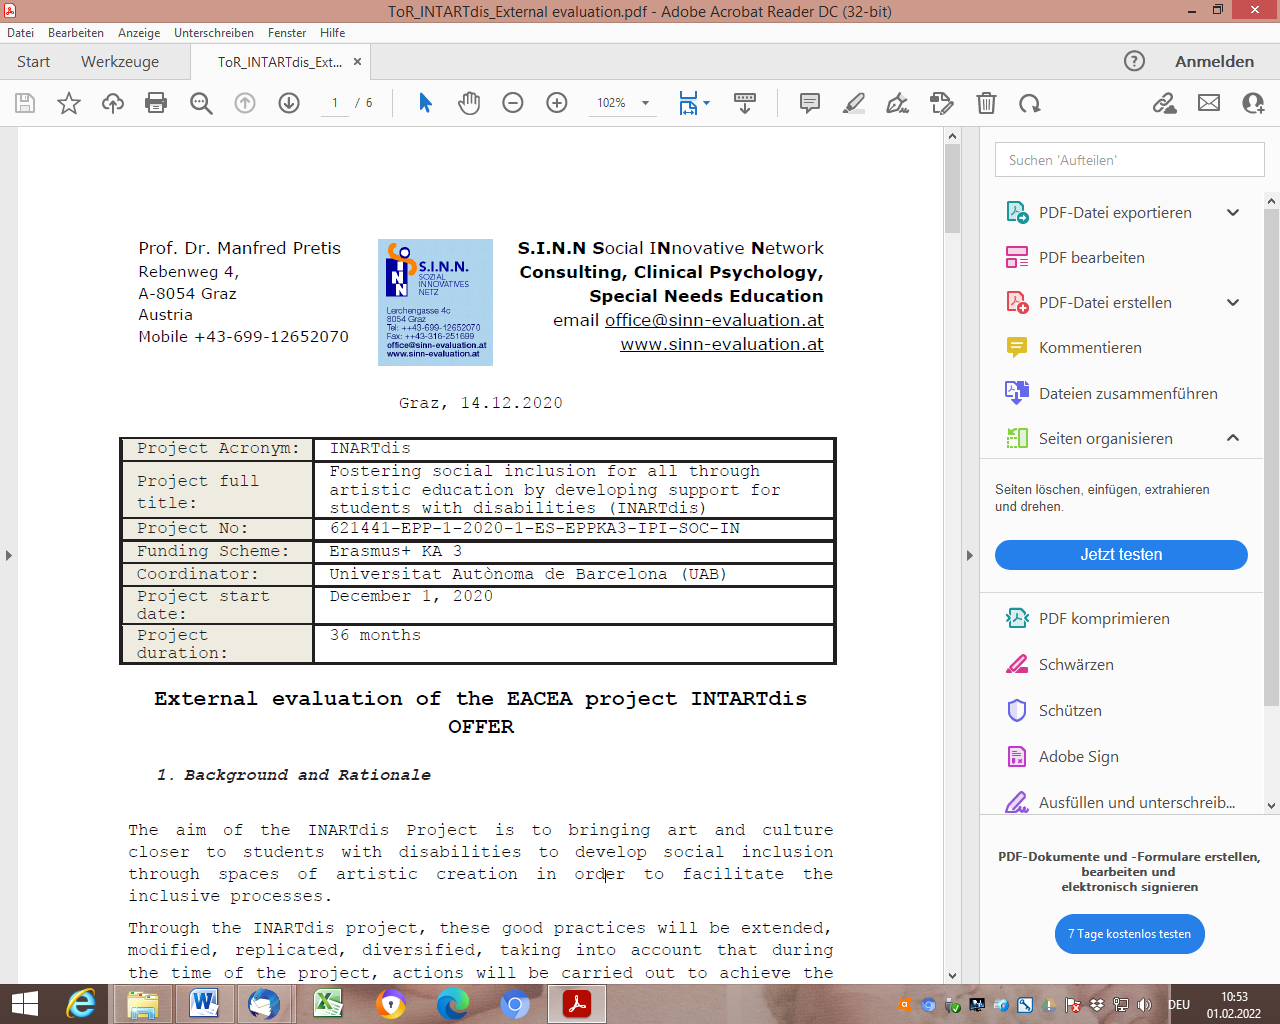 ToR_INTARTdis_External evaluation.pdf - Adobe Acrobat Reader DC (32-bit)
Datei Bearbeiten Anzeige Unterschreiben Fenster Hilfe
Start Werkzeuge ToR_INTARTdis_Ext... × Anmelden
1 / 6 102%
Prof. Dr. Manfred Pretis
Rebenweg 4,
A-8054 Graz
Austria
Mobile +43-699-12652070
S.I.N.N.
SOZIAL
INNOVATIVES
NETZ
Lerchengasse 4c
8054 Graz
Tel: ++43-699-12652070
Fax: ++43-316-251699
office@sinn-evaluation.at
www.sinn-evaluation.at
S.I.N.N Social INnovative Network
Consulting, Clinical Psychology,
Special Needs Education
email office@sinn-evaluation.at
www.sinn-evaluation.at
Graz, 14.12.2020
Project Acronym: INARTdis
Project full title: Fostering social inclusion for all through
artistic education by developing support for
students with disabilities (INARTdis)
Project No: 621441-EPP-1-2020-1-ES-EPPKA3-IPI-SOC-IN
Funding Scheme: Erasmus+ KA 3
Coordinator: Universitat Autònoma de Barcelona (UAB)
Project start date: December 1, 2020
Project duration: 36 months
External evaluation of the EACEA project INTARTdis
OFFER
1. Background and Rationale
The aim of the INARTdis Project is to bringing art and culture
closer to students with disabilities to develop social inclusion
through spaces of artistic creation in order to facilitate the
inclusive processes.
Through the INARTdis project, these good practices will be extended,
modified, replicated, diversified, taking into account that during
the time of the project, actions will be carried out to achieve the
Suchen 'Aufteilen'
PDF-Datei exportieren
PDF bearbeiten
PDF-Datei erstellen
Kommentieren
Dateien zusammenführen
Seiten organisieren
Seiten löschen, einfügen, extrahieren
und drehen.
Jetzt testen
PDF komprimieren
Schwärzen
Schützen
Adobe Sign
Ausfüllen und unterschreib...
PDF-Dokumente und -Formulare erstellen,
bearbeiten und
elektronisch signieren
7 Tage kostenlos testen
DEU
10:53
01.02.2022